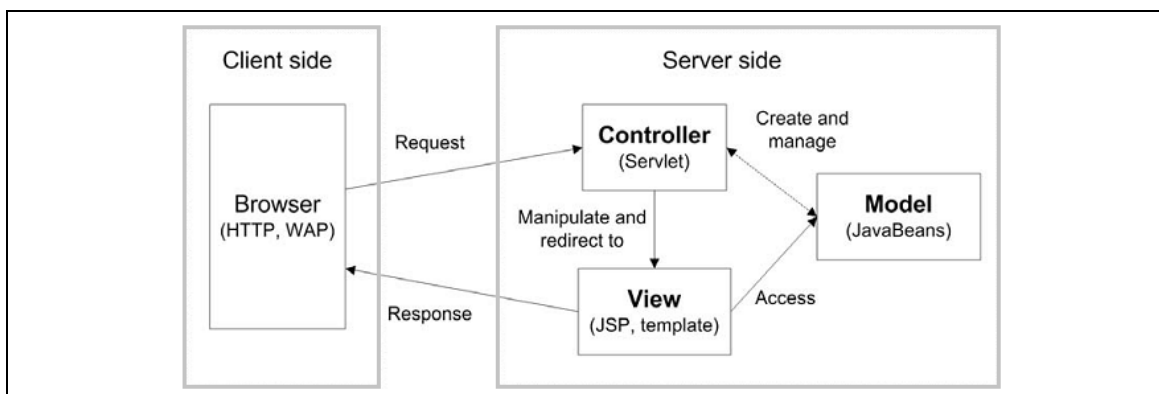 Client side
Server side
Browser
(HTTP, WAP)
Request
Controller
(Servlet)
Create and
manage
Manipulate and
redirect to
Model
(JavaBeans)
Response
View
(JSP, template)
Access